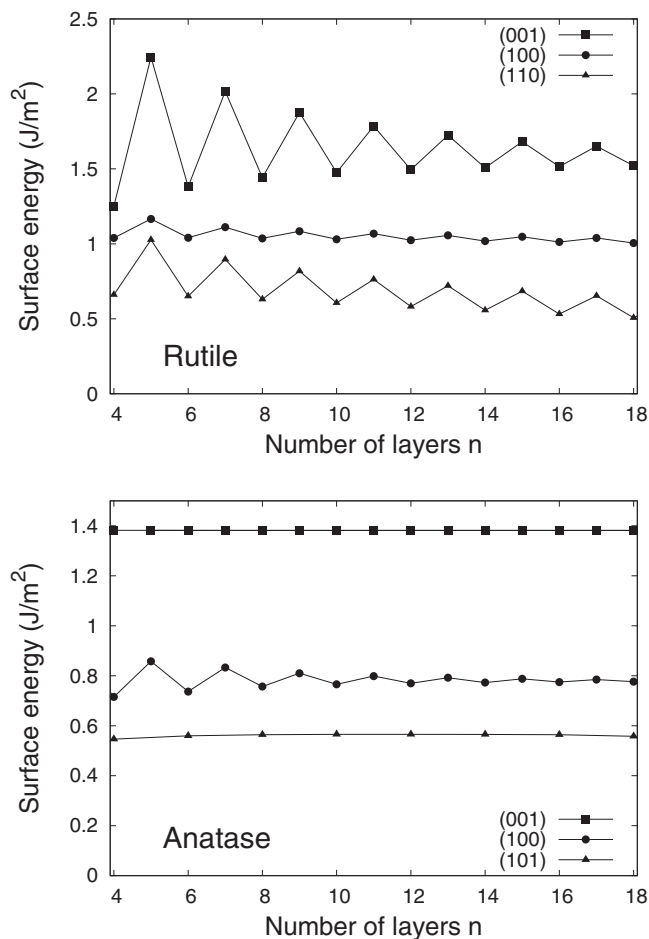 2.5
2
1.5
1
0.5
0
Surface energy (J/m²)
(001)
(100)
(110)
Rutile
4 6 8 10 12 14 16 18
Number of layers n
1.4
1.2
1
0.8
0.6
0.4
0.2
0
Surface energy (J/m²)
Anatase
(001)
(100)
(101)
4 6 8 10 12 14 16 18
Number of layers n